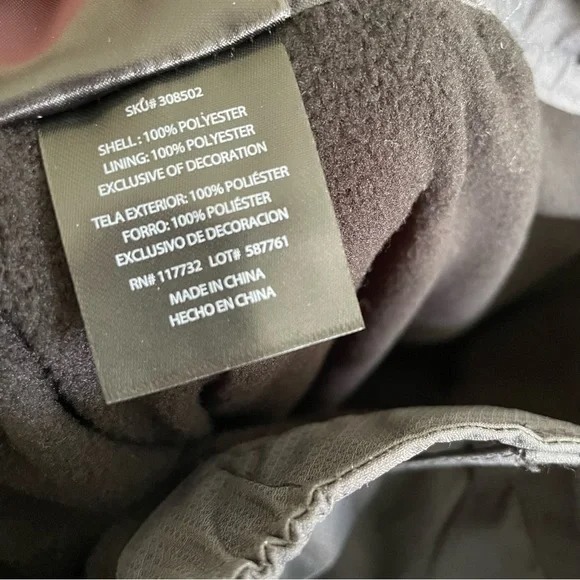 SKU# 308502
SHELL : 100% POLYESTER
LINING: 100% POLYESTER
EXCLUSIVE OF DECORATION
TELA EXTERIOR: 100% POLIÉSTER
FORRO: 100% POLIÉSTER
EXCLUSIVO DE DECORACION
RN# 117732 LOT# 587761
MADE IN CHINA
HECHO EN CHINA